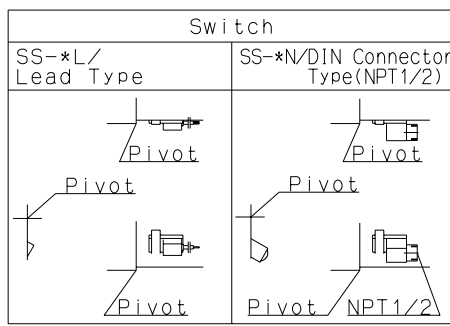 Switch
SS-*L/
Lead Type
SS-*N/DIN Connector
Type(NPT1/2)
Pivot
Pivot
Pivot
Pivot
Pivot
Pivot
NPT1/2